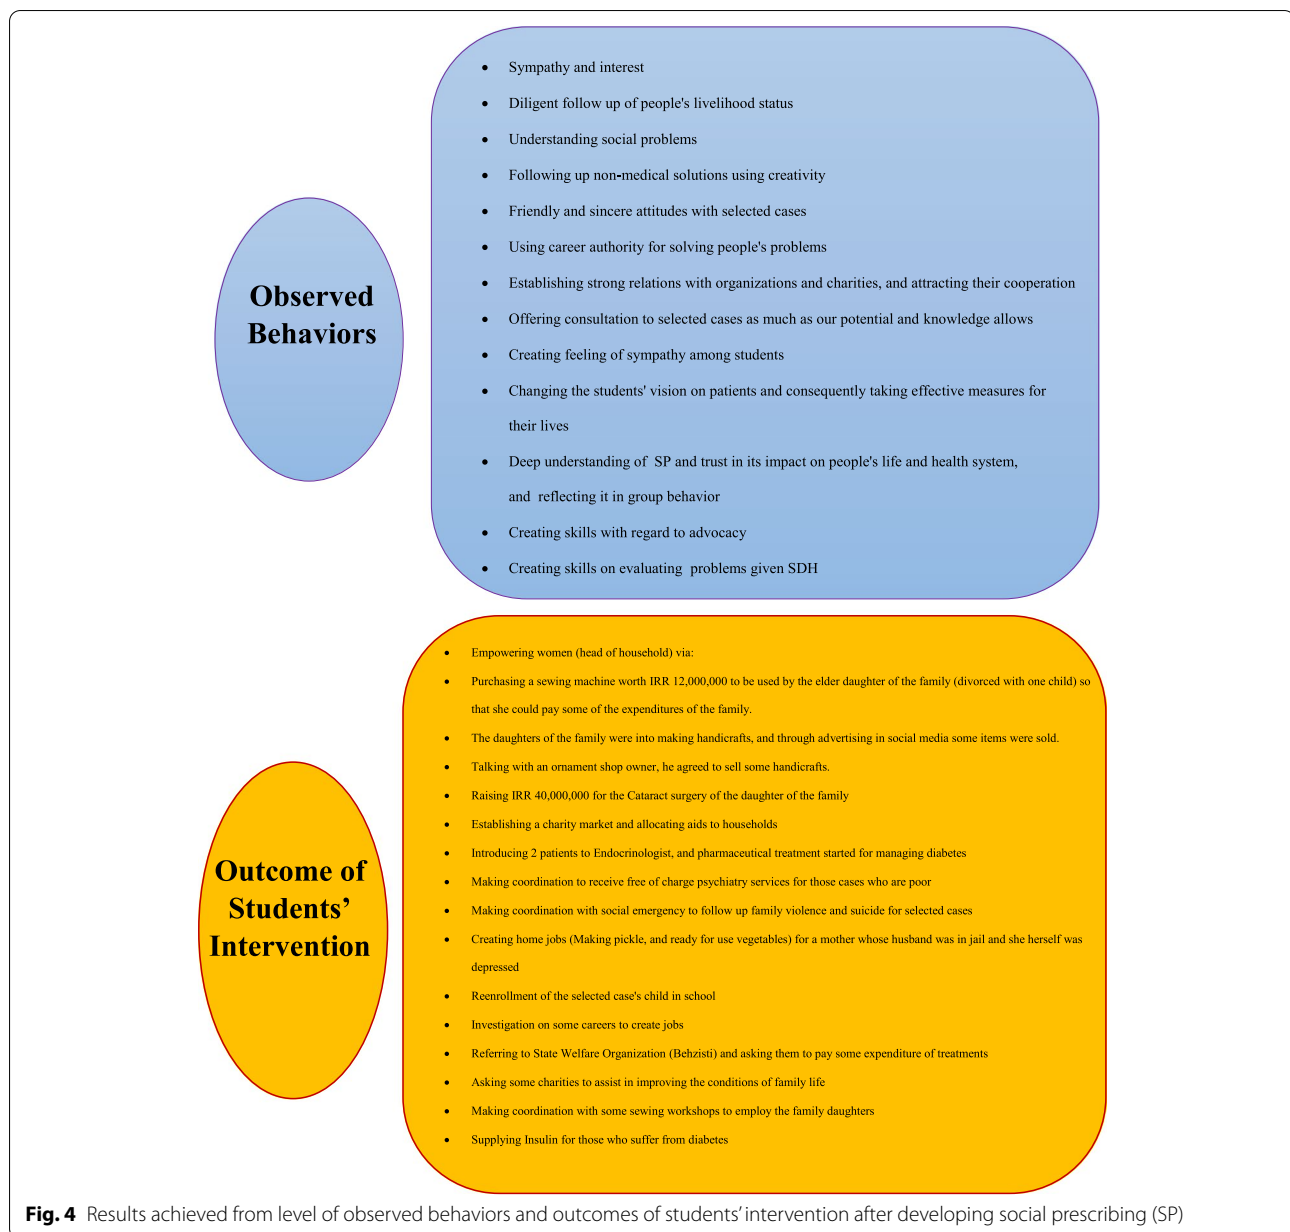 Observed
Behaviors
• Sympathy and interest
• Diligent follow up of people's livelihood status
• Understanding social problems
• Following up non-medical solutions using creativity
• Friendly and sincere attitudes with selected cases
• Using career authority for solving people's problems
• Establishing strong relations with organizations and charities, and attracting their cooperation
• Offering consultation to selected cases as much as our potential and knowledge allows
• Creating feeling of sympathy among students
• Changing the students' vision on patients and consequently taking effective measures for
their lives
• Deep understanding of SP and trust in its impact on people's life and health system,
and reflecting it in group behavior
• Creating skills with regard to advocacy
• Creating skills on evaluating problems given SDH
Outcome of
Students’
Intervention
• Empowering women (head of household) via:
• Purchasing a sewing machine worth IRR 12,000,000 to be used by the elder daughter of the family (divorced with one child) so
that she could pay some of the expenditures of the family.
• The daughters of the family were into making handicrafts, and through advertising in social media some items were sold.
• Talking with an ornament shop owner, he agreed to sell some handicrafts.
• Raising IRR 40,000,000 for the Cataract surgery of the daughter of the family
• Establishing a charity market and allocating aids to households
• Introducing 2 patients to Endocrinologist, and pharmaceutical treatment started for managing diabetes
• Making coordination to receive free of charge psychiatry services for those cases who are poor
• Making coordination with social emergency to follow up family violence and suicide for selected cases
• Creating home jobs (Making pickle, and ready for use vegetables) for a mother whose husband was in jail and she herself was
depressed
• Reenrollment of the selected case's child in school
• Investigation on some careers to create jobs
• Referring to State Welfare Organization (Behzisti) and asking them to pay some expenditure of treatments
• Asking some charities to assist in improving the conditions of family life
• Making coordination with some sewing workshops to employ the family daughters
• Supplying Insulin for those who suffer from diabetes
Fig. 4 Results achieved from level of observed behaviors and outcomes of students’ intervention after developing social prescribing (SP)